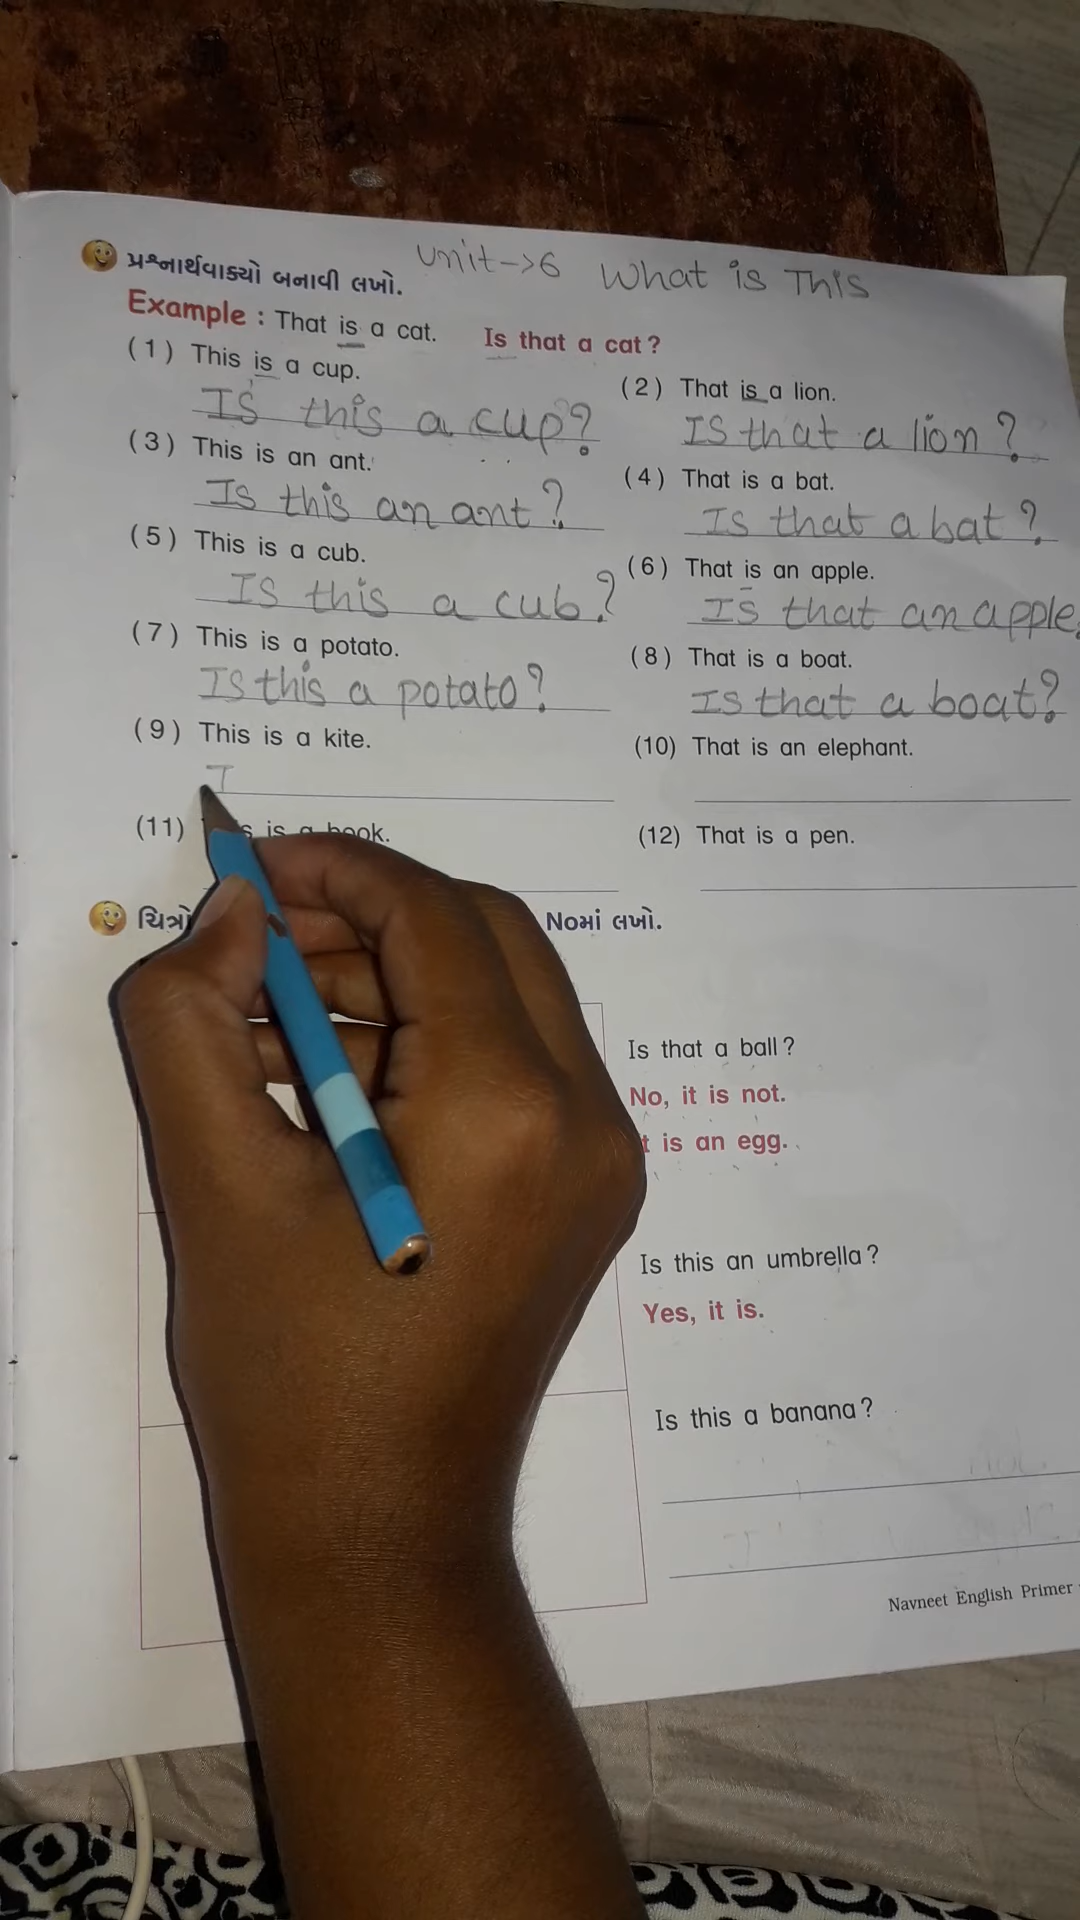 પ્રશ્નાર્થવાક્યો બનાવી લખો. Unit->6 What is This
Example : That is a cat. Is that a cat?
(1) This is a cup.
Is this a cup?
(2) That is a lion.
Is that a lion?
(3) This is an ant.
Is this an ant?
(4) That is a bat.
Is that a bat?
(5) This is a cub.
Is this a cub?
(6) That is an apple.
Is that an apple
(7) This is a potato.
Is this a potato?
(8) That is a boat.
Is that a boat?
(9) This is a kite.
I
(10) That is an elephant.
(11) is a book.
(12) That is a pen.
ચિત્રો Noમાં લખો.
Is that a ball?
No, it is not.
t is an egg.
Is this an umbrella?
Yes, it is.
Is this a banana?
Navneet English Primer